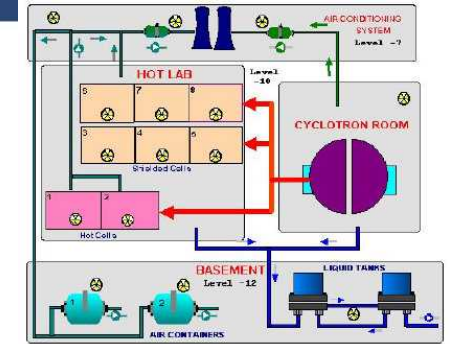 AIR CONDITIONING
SYSTEM
Level -7
HOT LAB
Level
-10
6 7 8
3 4 5
Shielded Cells
CYCLOTRON ROOM
1 2
Hot Cells
BASEMENT
Level -12
LIQUID TANKS
1 2
AIR CONTAINERS